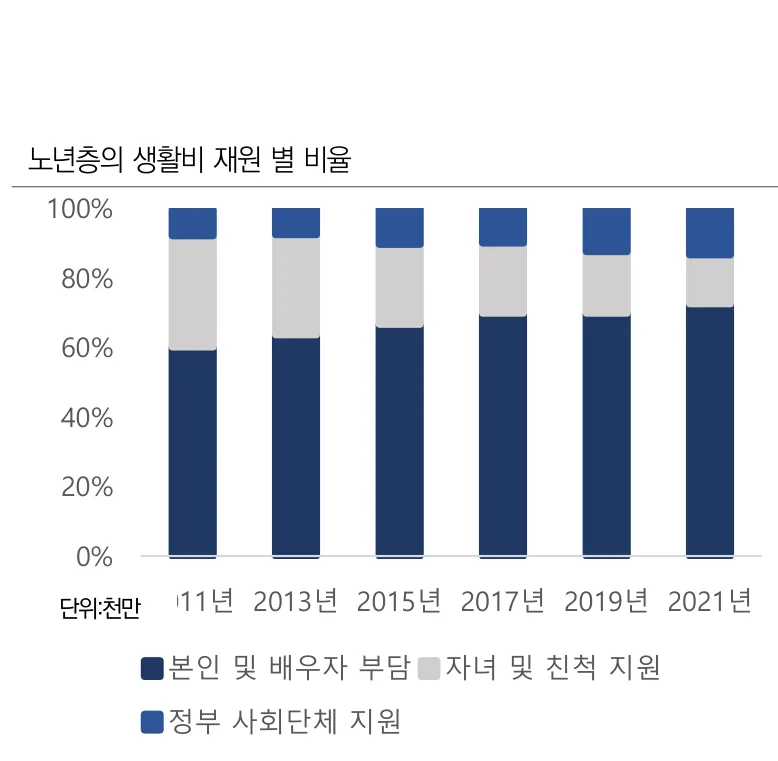 노년층의 생활비 재원 별 비율
100%
80%
60%
40%
20%
0%
단위:천만 11년 2013년 2015년 2017년 2019년 2021년
본인 및 배우자 부담 자녀 및 친척 지원
정부 사회단체 지원